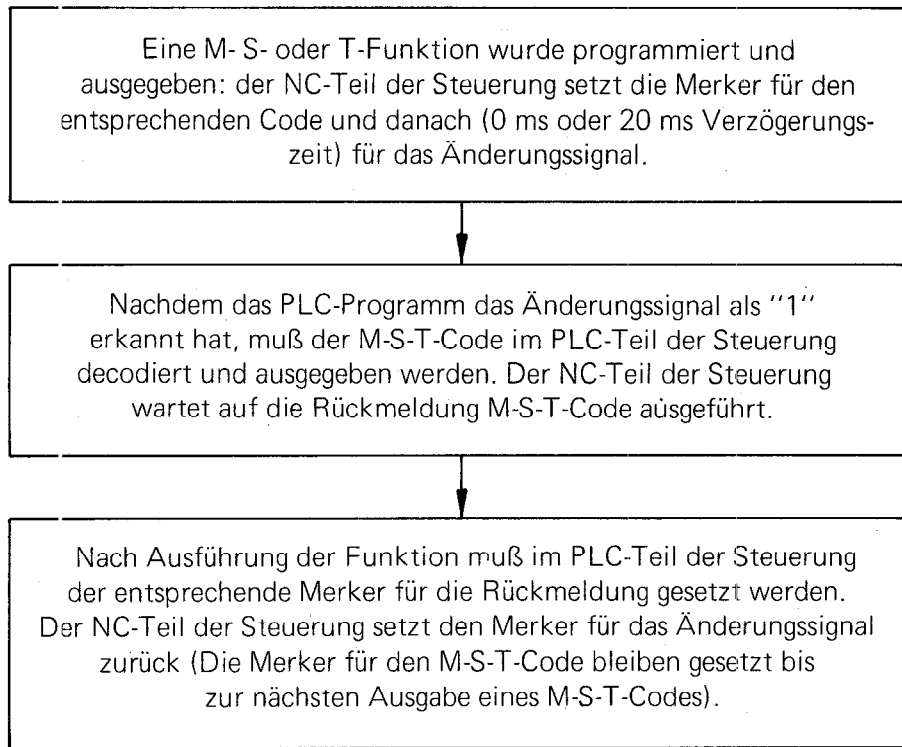 Eine M- S- oder T-Funktion wurde programmiert und
ausgegeben: der NC-Teil der Steuerung setzt die Merker für den
entsprechenden Code und danach (0 ms oder 20 ms Verzögerungs-
zeit) für das Änderungssignal.
Nachdem das PLC-Programm das Änderungssignal als "1"
erkannt hat, muß der M-S-T-Code im PLC-Teil der Steuerung
decodiert und ausgegeben werden. Der NC-Teil der Steuerung
wartet auf die Rückmeldung M-S-T-Code ausgeführt.
Nach Ausführung der Funktion muß im PLC-Teil der Steuerung
der entsprechende Merker für die Rückmeldung gesetzt werden.
Der NC-Teil der Steuerung setzt den Merker für das Änderungssignal
zurück (Die Merker für den M-S-T-Code bleiben gesetzt bis
zur nächsten Ausgabe eines M-S-T-Codes).